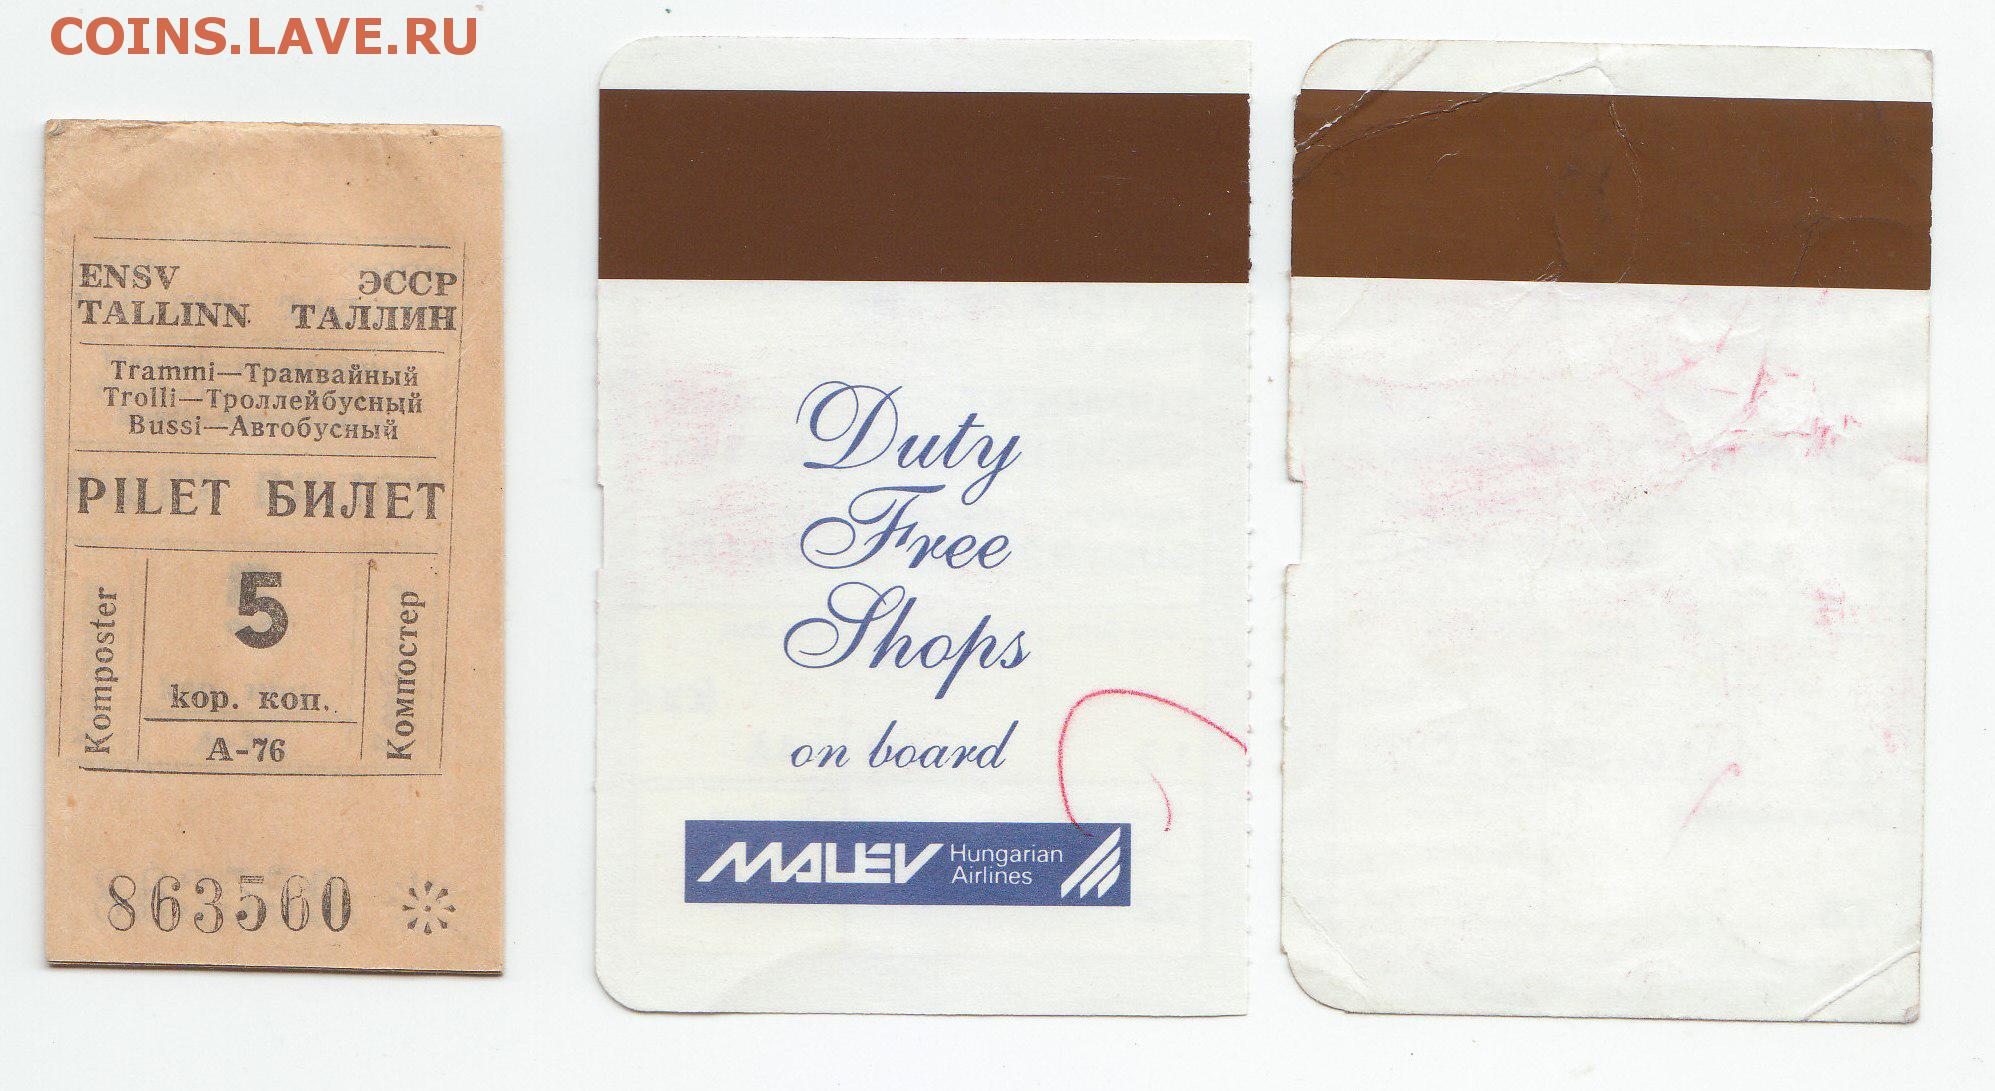 COINS.LAVE.RU
ENSV ЭССР
TALLINN ТАЛЛИН
Trammi—Трамвайный
Trolli—Троллейбусный
Bussi—Автобусный
PILET БИЛЕТ
Komposter
5
kop. коп.
А-76
Компостер
863560
Duty
Free
Shops
on board
MALEV Hungarian
Airlines